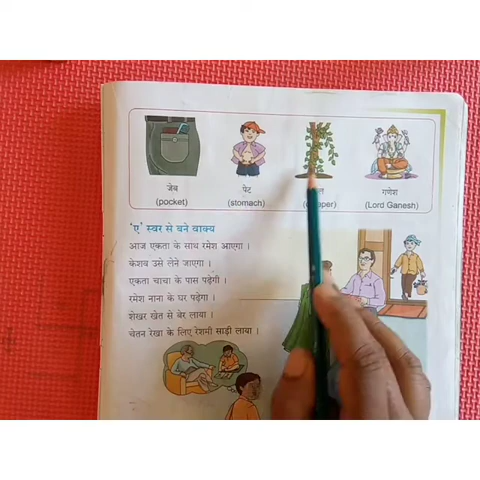 जेब पेट गणेश
(pocket) (stomach) (Lord Ganesh)
‘ए’ स्वर से बने वाक्य
आज एकता के साथ रमेश आएगा ।
केशव उसे लेने जाएगा ।
एकता चाचा के पास पढ़ेगी ।
रमेश नाना के घर पढ़ेगा ।
शेखर खेत से बेर लाया ।
चेतन रेखा के लिए रेशमी साड़ी लाया ।